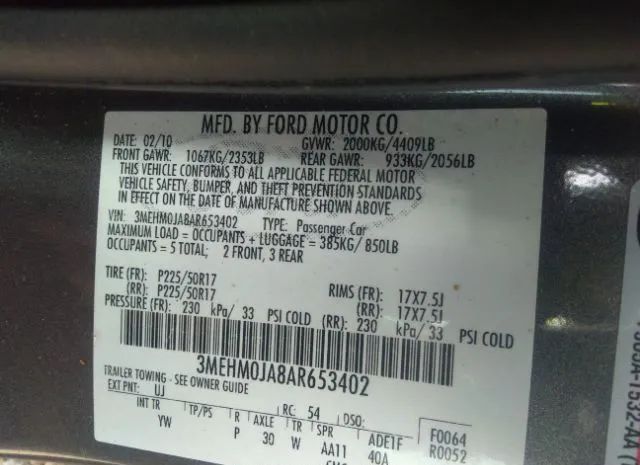 MFD. BY FORD MOTOR CO.
DATE: 02/10 GVWR: 2000KG/4409LB
FRONT GAWR: 1067KG/2353LB REAR GAWR: 933KG/2056LB
THIS VEHICLE CONFORMS TO ALL APPLICABLE FEDERAL MOTOR
VEHICLE SAFETY, BUMPER, AND THEFT PREVENTION STANDARDS
IN EFFECT ON THE DATE OF MANUFACTURE SHOWN ABOVE.
VIN: 3MEHM0JA8AR653402 TYPE: Passenger Car
MAXIMUM LOAD = OCCUPANTS + LUGGAGE = 385KG/ 850LB
OCCUPANTS = 5 TOTAL; 2 FRONT, 3 REAR
TIRE (FR): P225/50R17 RIMS (FR): 17X7.5J
(RR): P225/50R17 (RR): 17X7.5J
PRESSURE (FR): 230 kPa/ 33 PSI COLD (RR): 230 kPa/ 33 PSI COLD
3MEHM0JA8AR653402
TRAILER TOWING - SEE OWNER GUIDE
EXT PNT: UJ RC: 54 DSO: F0064
INT TR TP/PS R AXLE TR SPR ADE1F R0052
YW P 30 W AA11 40A